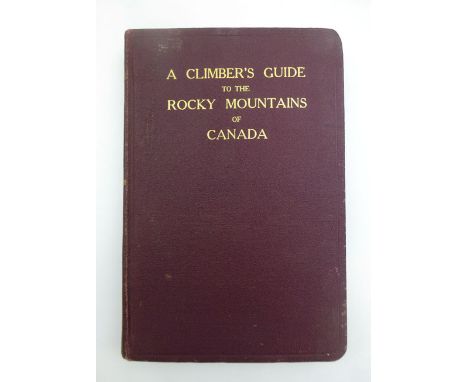 A CLIMBER'S GUIDE
TO THE
ROCKY MOUNTAINS
OF
CANADA